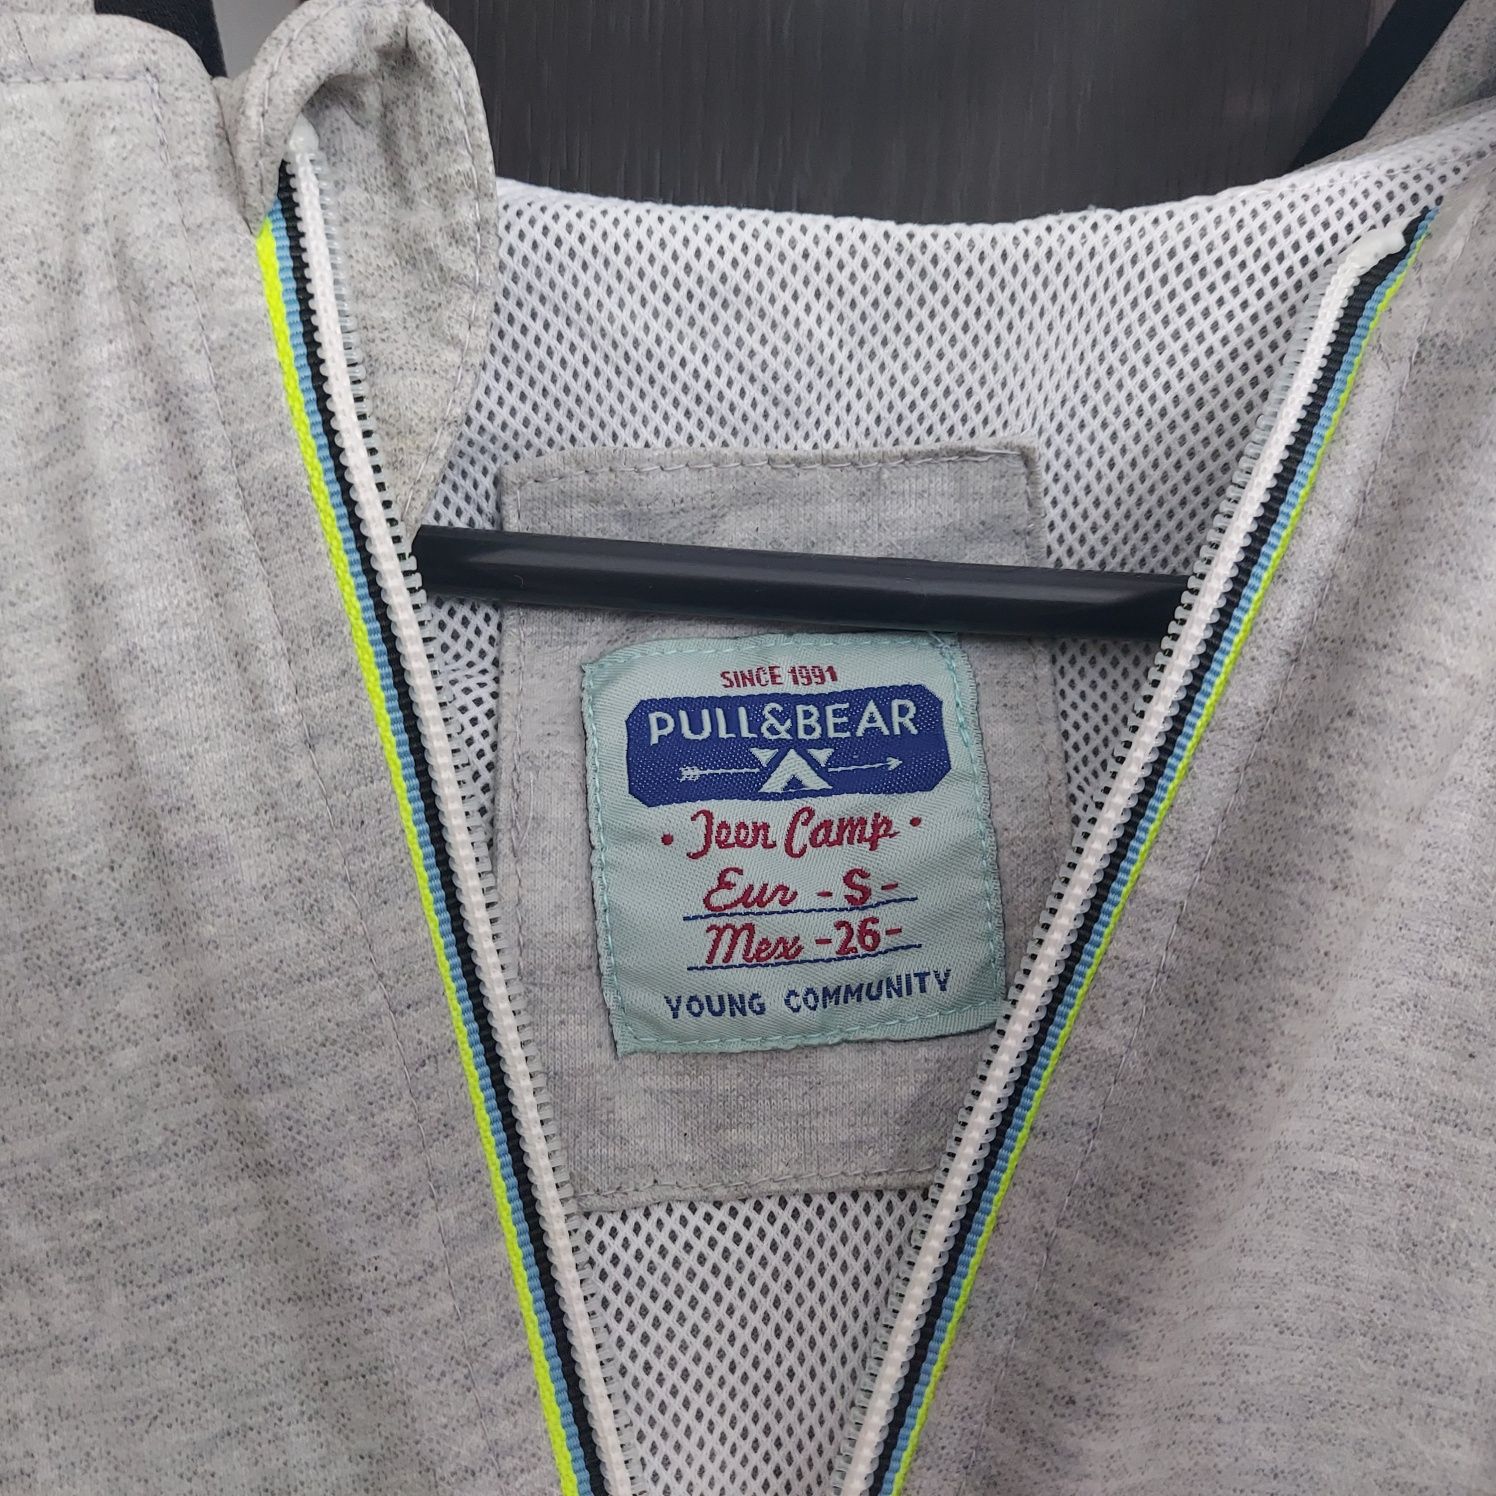 SINCE 1991
PULL&BEAR
• Teen Camp •
Eur -S-
Mex -26-
YOUNG COMMUNITY